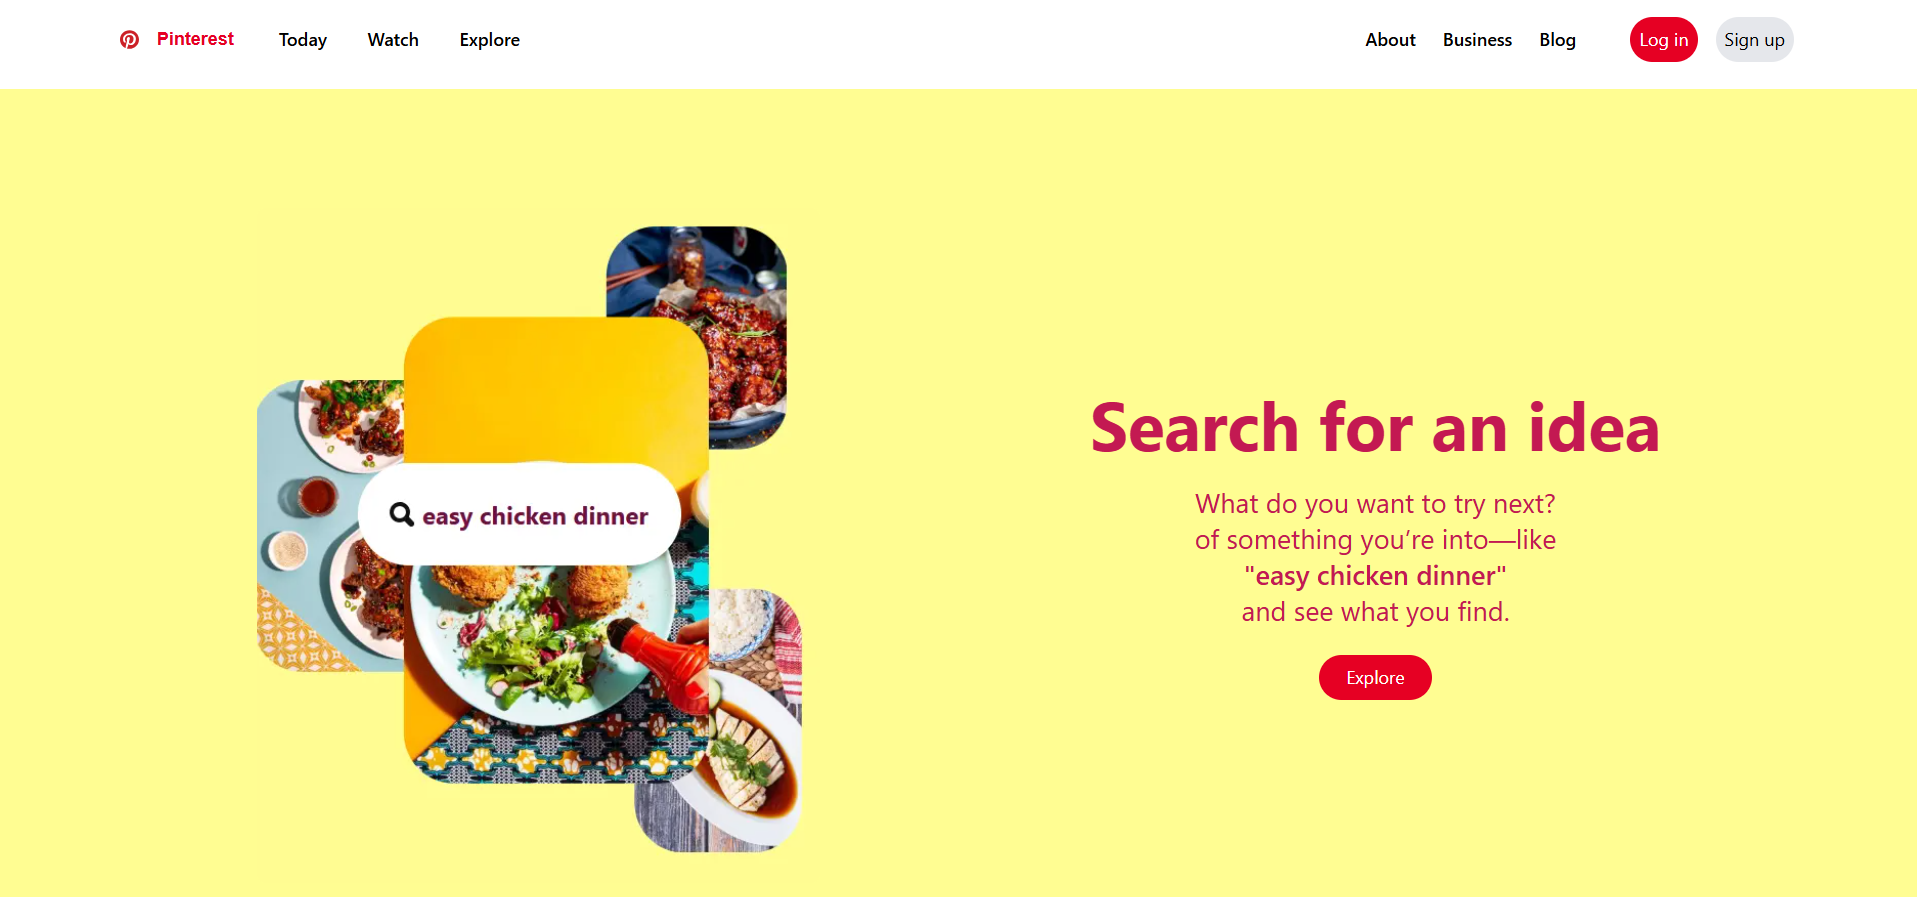 Pinterest Today Watch Explore About Business Blog Log in Sign up
easy chicken dinner
Search for an idea
What do you want to try next?
of something you’re into—like
"easy chicken dinner"
and see what you find.
Explore